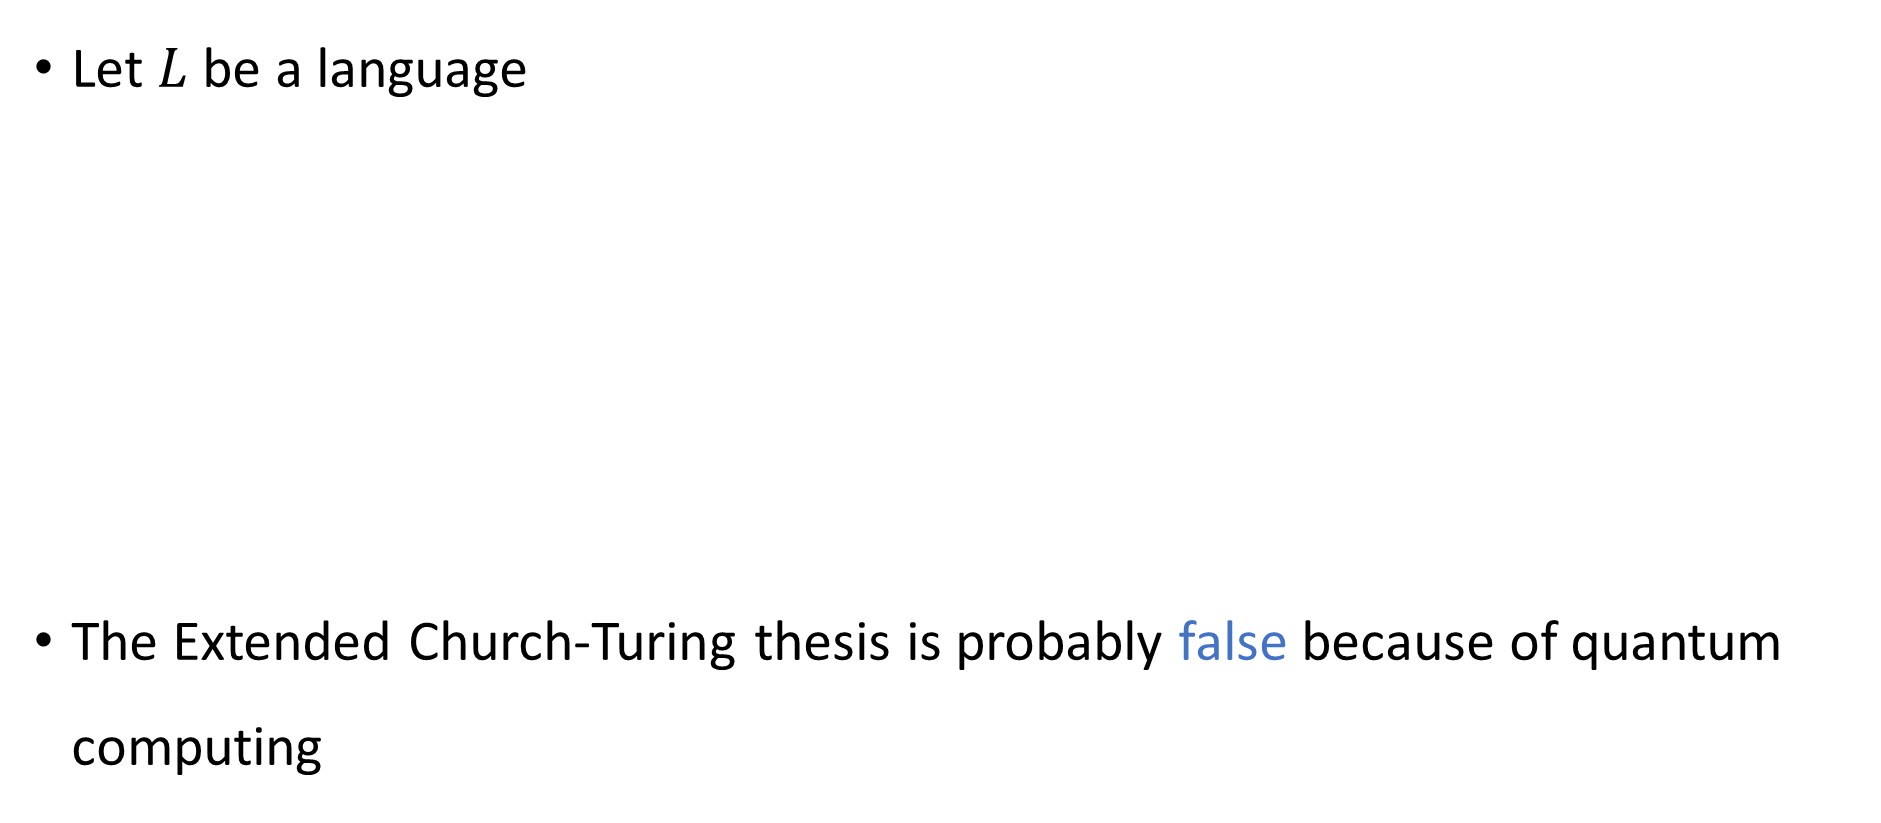 • Let L be a language
• The Extended Church-Turing thesis is probably false because of quantum
computing